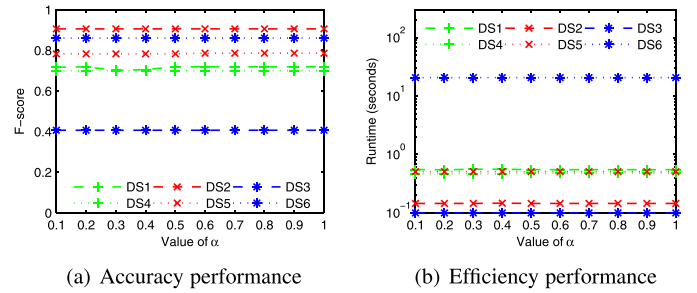 1
0.8
0.6
0.4
0.2
0
F-score
DS1 DS2 DS3
DS4 DS5 DS6
0.1 0.2 0.3 0.4 0.5 0.6 0.7 0.8 0.9 1
Value of α
(a) Accuracy performance
10²
10¹
10⁰
10⁻¹
Runtime (seconds)
DS1 DS2 DS3
DS4 DS5 DS6
0.1 0.2 0.3 0.4 0.5 0.6 0.7 0.8 0.9 1
Value of α
(b) Efficiency performance